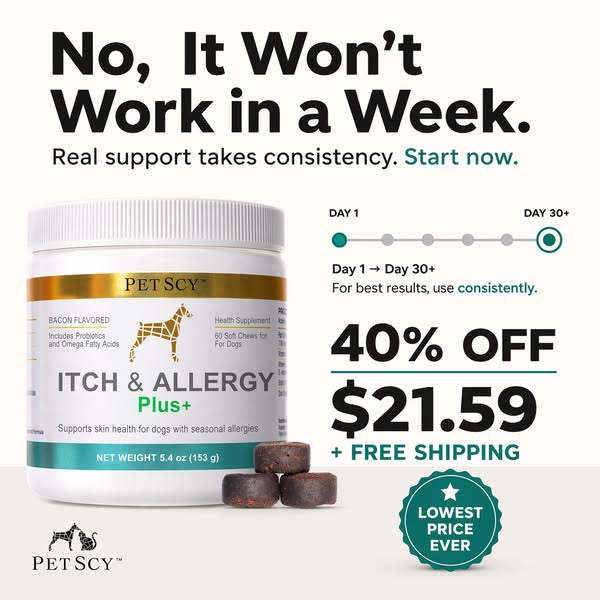 No, It Won't
Work in a Week.
Real support takes consistency. Start now.
DAY 1
DAY 30+
Day 1 → Day 30+
For best results, use consistently.
PET SCY™
BACON FLAVORED
Includes Probiotics
and Omega Fatty Acids
Health Supplement
60 Soft Chews for
For Dogs
ITCH & ALLERGY
Plus+
Supports skin health for dogs with seasonal allergies
NET WEIGHT 5.4 oz (153 g)
40% OFF
$21.59
+ FREE SHIPPING
LOWEST
PRICE
EVER
PET SCY™